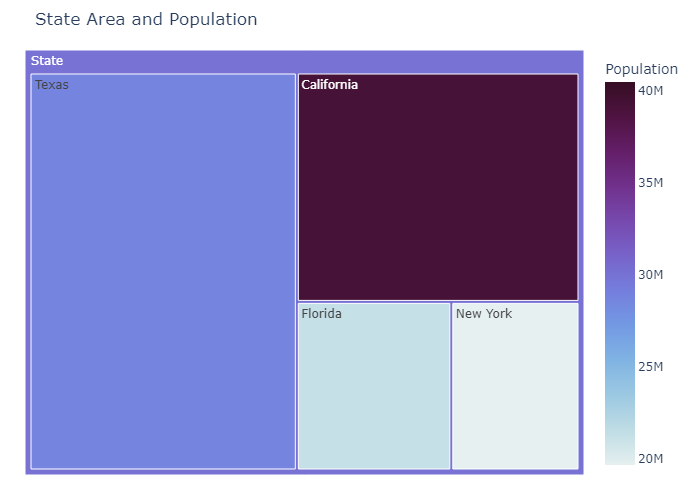 State Area and Population
State
Texas
California
Florida
New York
Population
40M
35M
30M
25M
20M